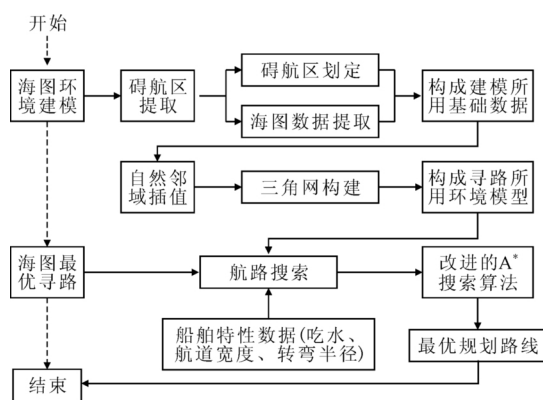 开始
海图环
境建模
碍航区
提取
碍航区划定
海图数据提取
构成建模所
用基础数据
自然邻
域插值
三角网构建
构成寻路所
用环境模型
海图最
优寻路
航路搜索
改进的A*
搜索算法
船舶特性数据(吃水、
航道宽度、转弯半径)
最优规划路线
结束